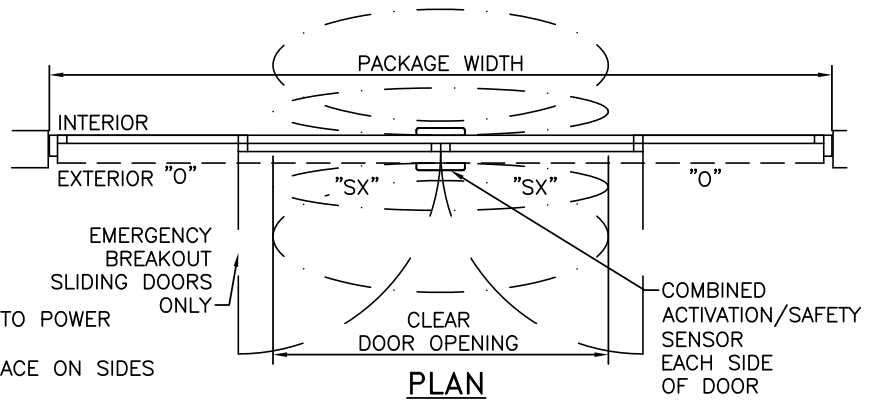 PACKAGE WIDTH
INTERIOR
EXTERIOR "O"
"SX"
"SX"
"O"
EMERGENCY
BREAKOUT
SLIDING DOORS
ONLY
TO POWER
ACE ON SIDES
CLEAR
DOOR OPENING
PLAN
COMBINED
ACTIVATION/SAFETY
SENSOR
EACH SIDE
OF DOOR